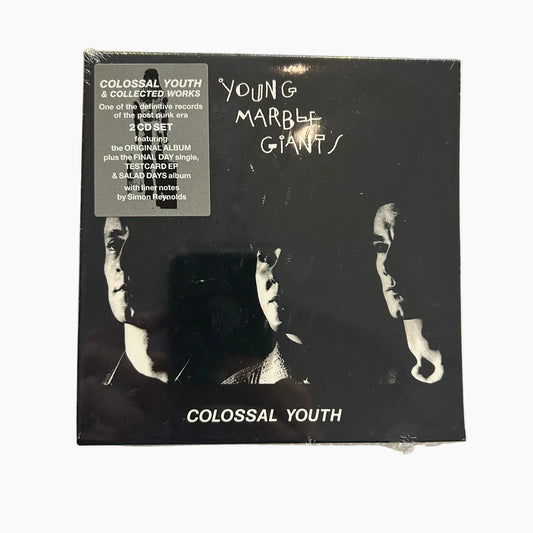 COLOSSAL YOUTH
& COLLECTED WORKS
One of the definitive records
of the post punk era
2 CD SET
featuring
the ORIGINAL ALBUM
plus the FINAL DAY single,
TESTCARD EP
& SALAD DAYS album
with liner notes
by Simon Reynolds
YOUNG
MARBLE
GIANTS
COLOSSAL YOUTH